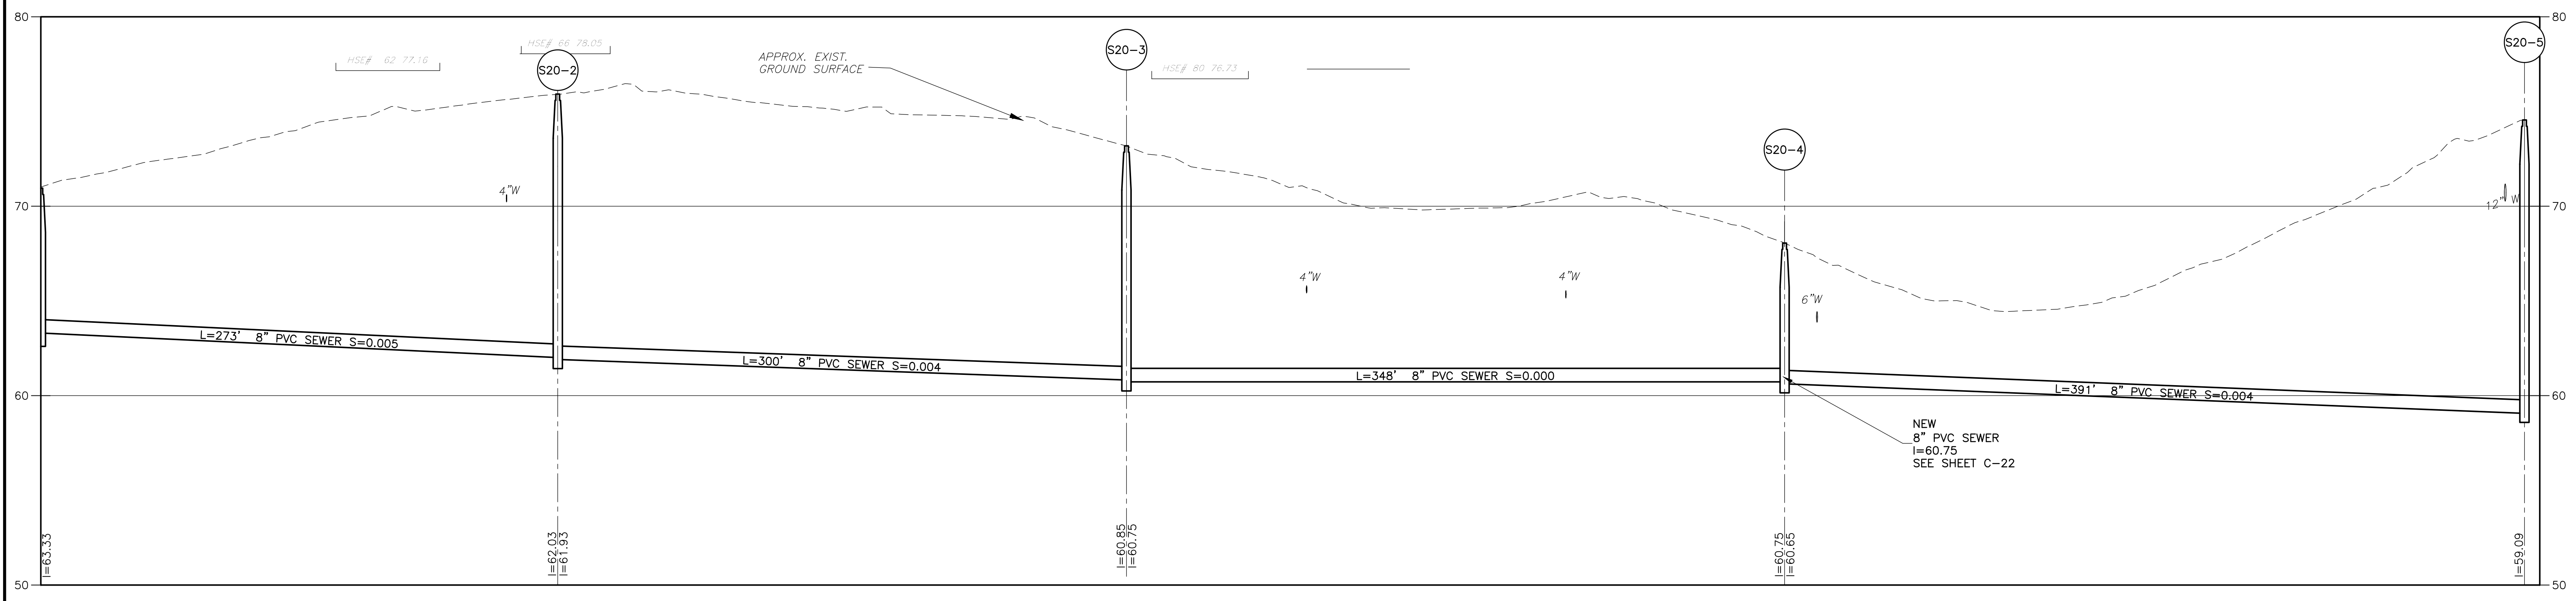 80
80
HSE# 62 77.16
HSE# 66 78.05
S20-2
APPROX. EXIST.
GROUND SURFACE
S20-3
HSE# 80 76.73
S20-4
S20-5
70
70
4"W
4"W
4"W
6"W
12" W
L=273' 8" PVC SEWER S=0.005
L=300' 8" PVC SEWER S=0.004
L=348' 8" PVC SEWER S=0.000
L=391' 8" PVC SEWER S=0.004
60
60
NEW
8" PVC SEWER
I=60.75
SEE SHEET C-22
I=63.33
I=62.03
I=61.93
I=60.85
I=60.75
I=60.75
I=60.65
I=59.09
50
50